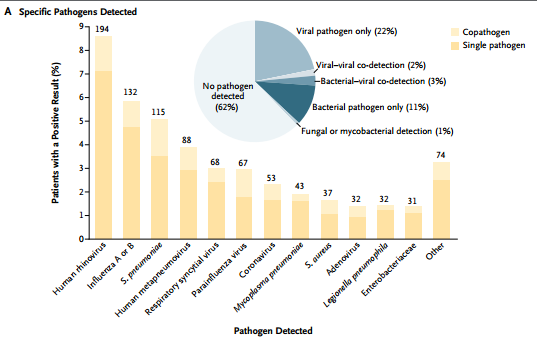 A Specific Pathogens Detected
Patients with a Positive Result (%)
9
8
7
6
5
4
3
2
1
0
194
132
115
88
68
67
53
43
37
32
32
31
74
Human rhinovirus
Influenza A or B
S. pneumoniae
Human metapneumovirus
Respiratory syncytial virus
Parainfluenza virus
Coronavirus
Mycoplasma pneumoniae
S. aureus
Adenovirus
Legionella pneumophila
Enterobacteriaceae
Other
Pathogen Detected
No pathogen
detected
(62%)
Viral pathogen only (22%)
Viral–viral co-detection (2%)
Bacterial–viral co-detection (3%)
Bacterial pathogen only (11%)
Fungal or mycobacterial detection (1%)
Copathogen
Single pathogen